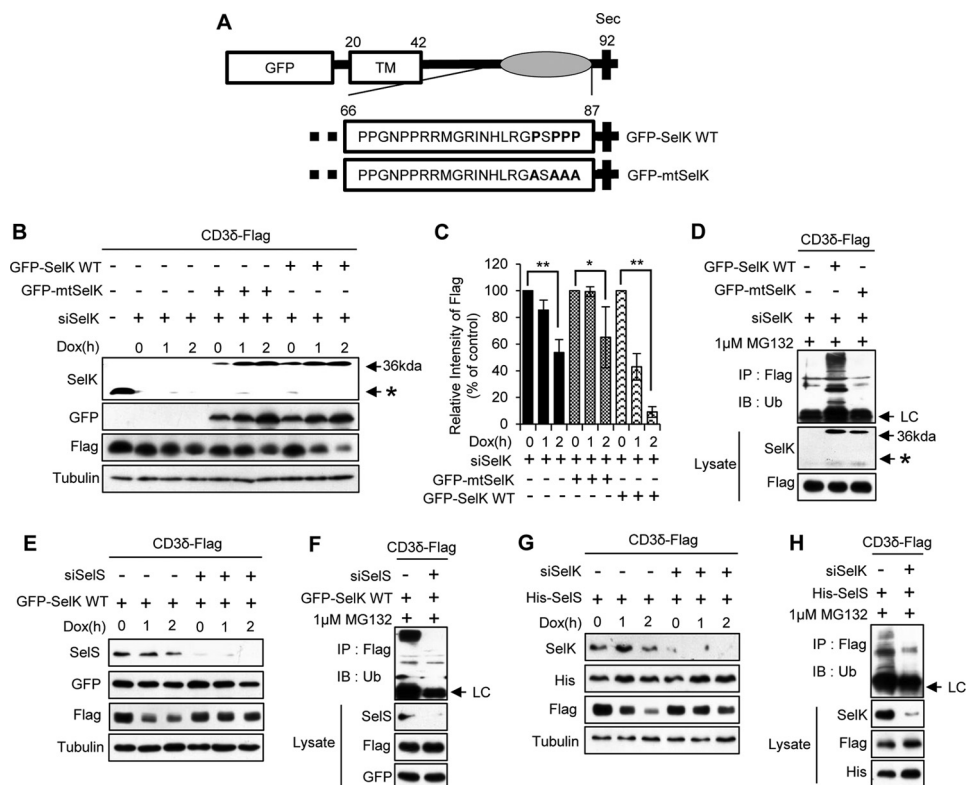 A
Sec
20 42 92
GFP TM
66 87
PPGNPPRRMGRINHLRGPSPPP GFP-SelK WT
PPGNPPRRMGRINHLRGASAAA GFP-mtSelK
B
CD3δ-Flag
GFP-SelK WT - - - - - - - + + +
GFP-mtSelK - - - - + + + - - -
siSelK - + + + + + + + + +
Dox(h) 0 1 2 0 1 2 0 1 2
SelK 36kda
*
GFP
Flag
Tubulin
C
Relative Intensity of Flag
(% of control)
120
100
80
60
40
20
0
** * **
Dox(h) 0 1 2 0 1 2 0 1 2
siSelK + + + + + + + + +
GFP-mtSelK + + +
GFP-SelK WT + + +
D
CD3δ-Flag
GFP-SelK WT - + -
GFP-mtSelK - - +
siSelK + + +
1μM MG132 + + +
IP : Flag
IB : Ub
LC
36kda
SelK
*
Lysate
Flag
E
CD3δ-Flag
siSelS - - - + + +
GFP-SelK WT + + + + + +
Dox(h) 0 1 2 0 1 2
SelS
GFP
Flag
Tubulin
F
CD3δ-Flag
siSelS - +
GFP-SelK WT + +
1μM MG132 + +
IP : Flag
IB : Ub
LC
SelS
Lysate Flag
GFP
G
CD3δ-Flag
siSelK - - - + + +
His-SelS + + + + + +
Dox(h) 0 1 2 0 1 2
SelK
His
Flag
Tubulin
H
CD3δ-Flag
siSelK - +
His-SelS + +
1μM MG132 + +
IP : Flag
IB : Ub
LC
SelK
Lysate Flag
His